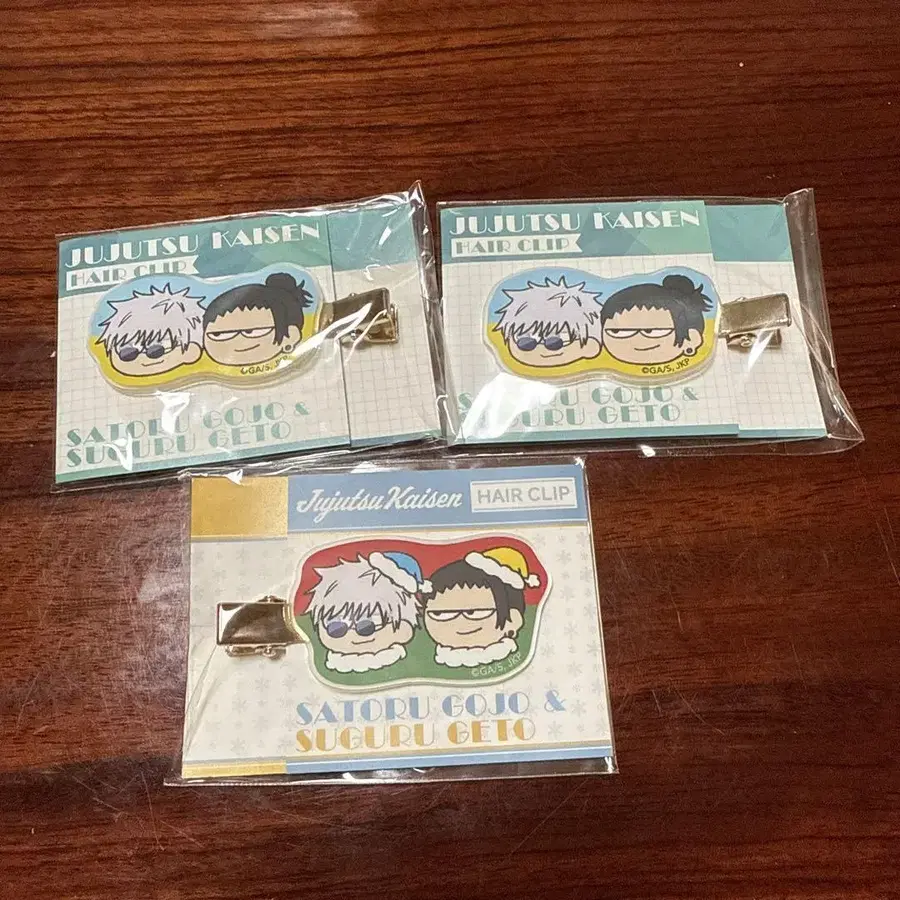 JUJUTSU KAISEN
HAIR CLIP
©GA/S, JKP
SATORU GOJO &
SUGURU GETO
JUJUTSU KAISEN
HAIR CLIP
©GA/S, JKP
SATORU GOJO &
SUGURU GETO
Jujutsu Kaisen HAIR CLIP
©GA/S, JKP
SATORU GOJO &
SUGURU GETO